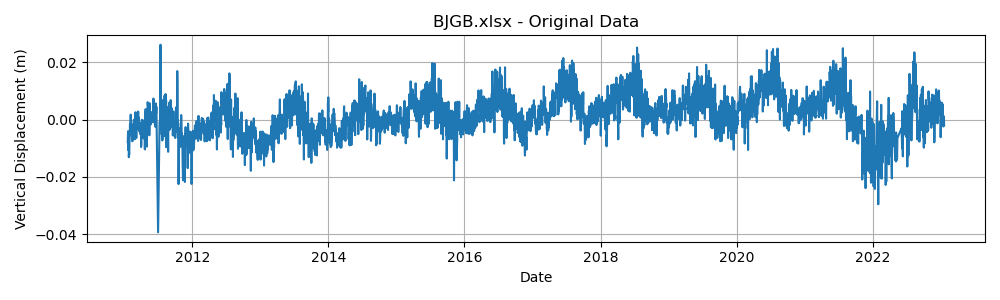 BJGB.xlsx - Original Data
Vertical Displacement (m)
0.02
0.00
−0.02
−0.04
2012 2014 2016 2018 2020 2022
Date